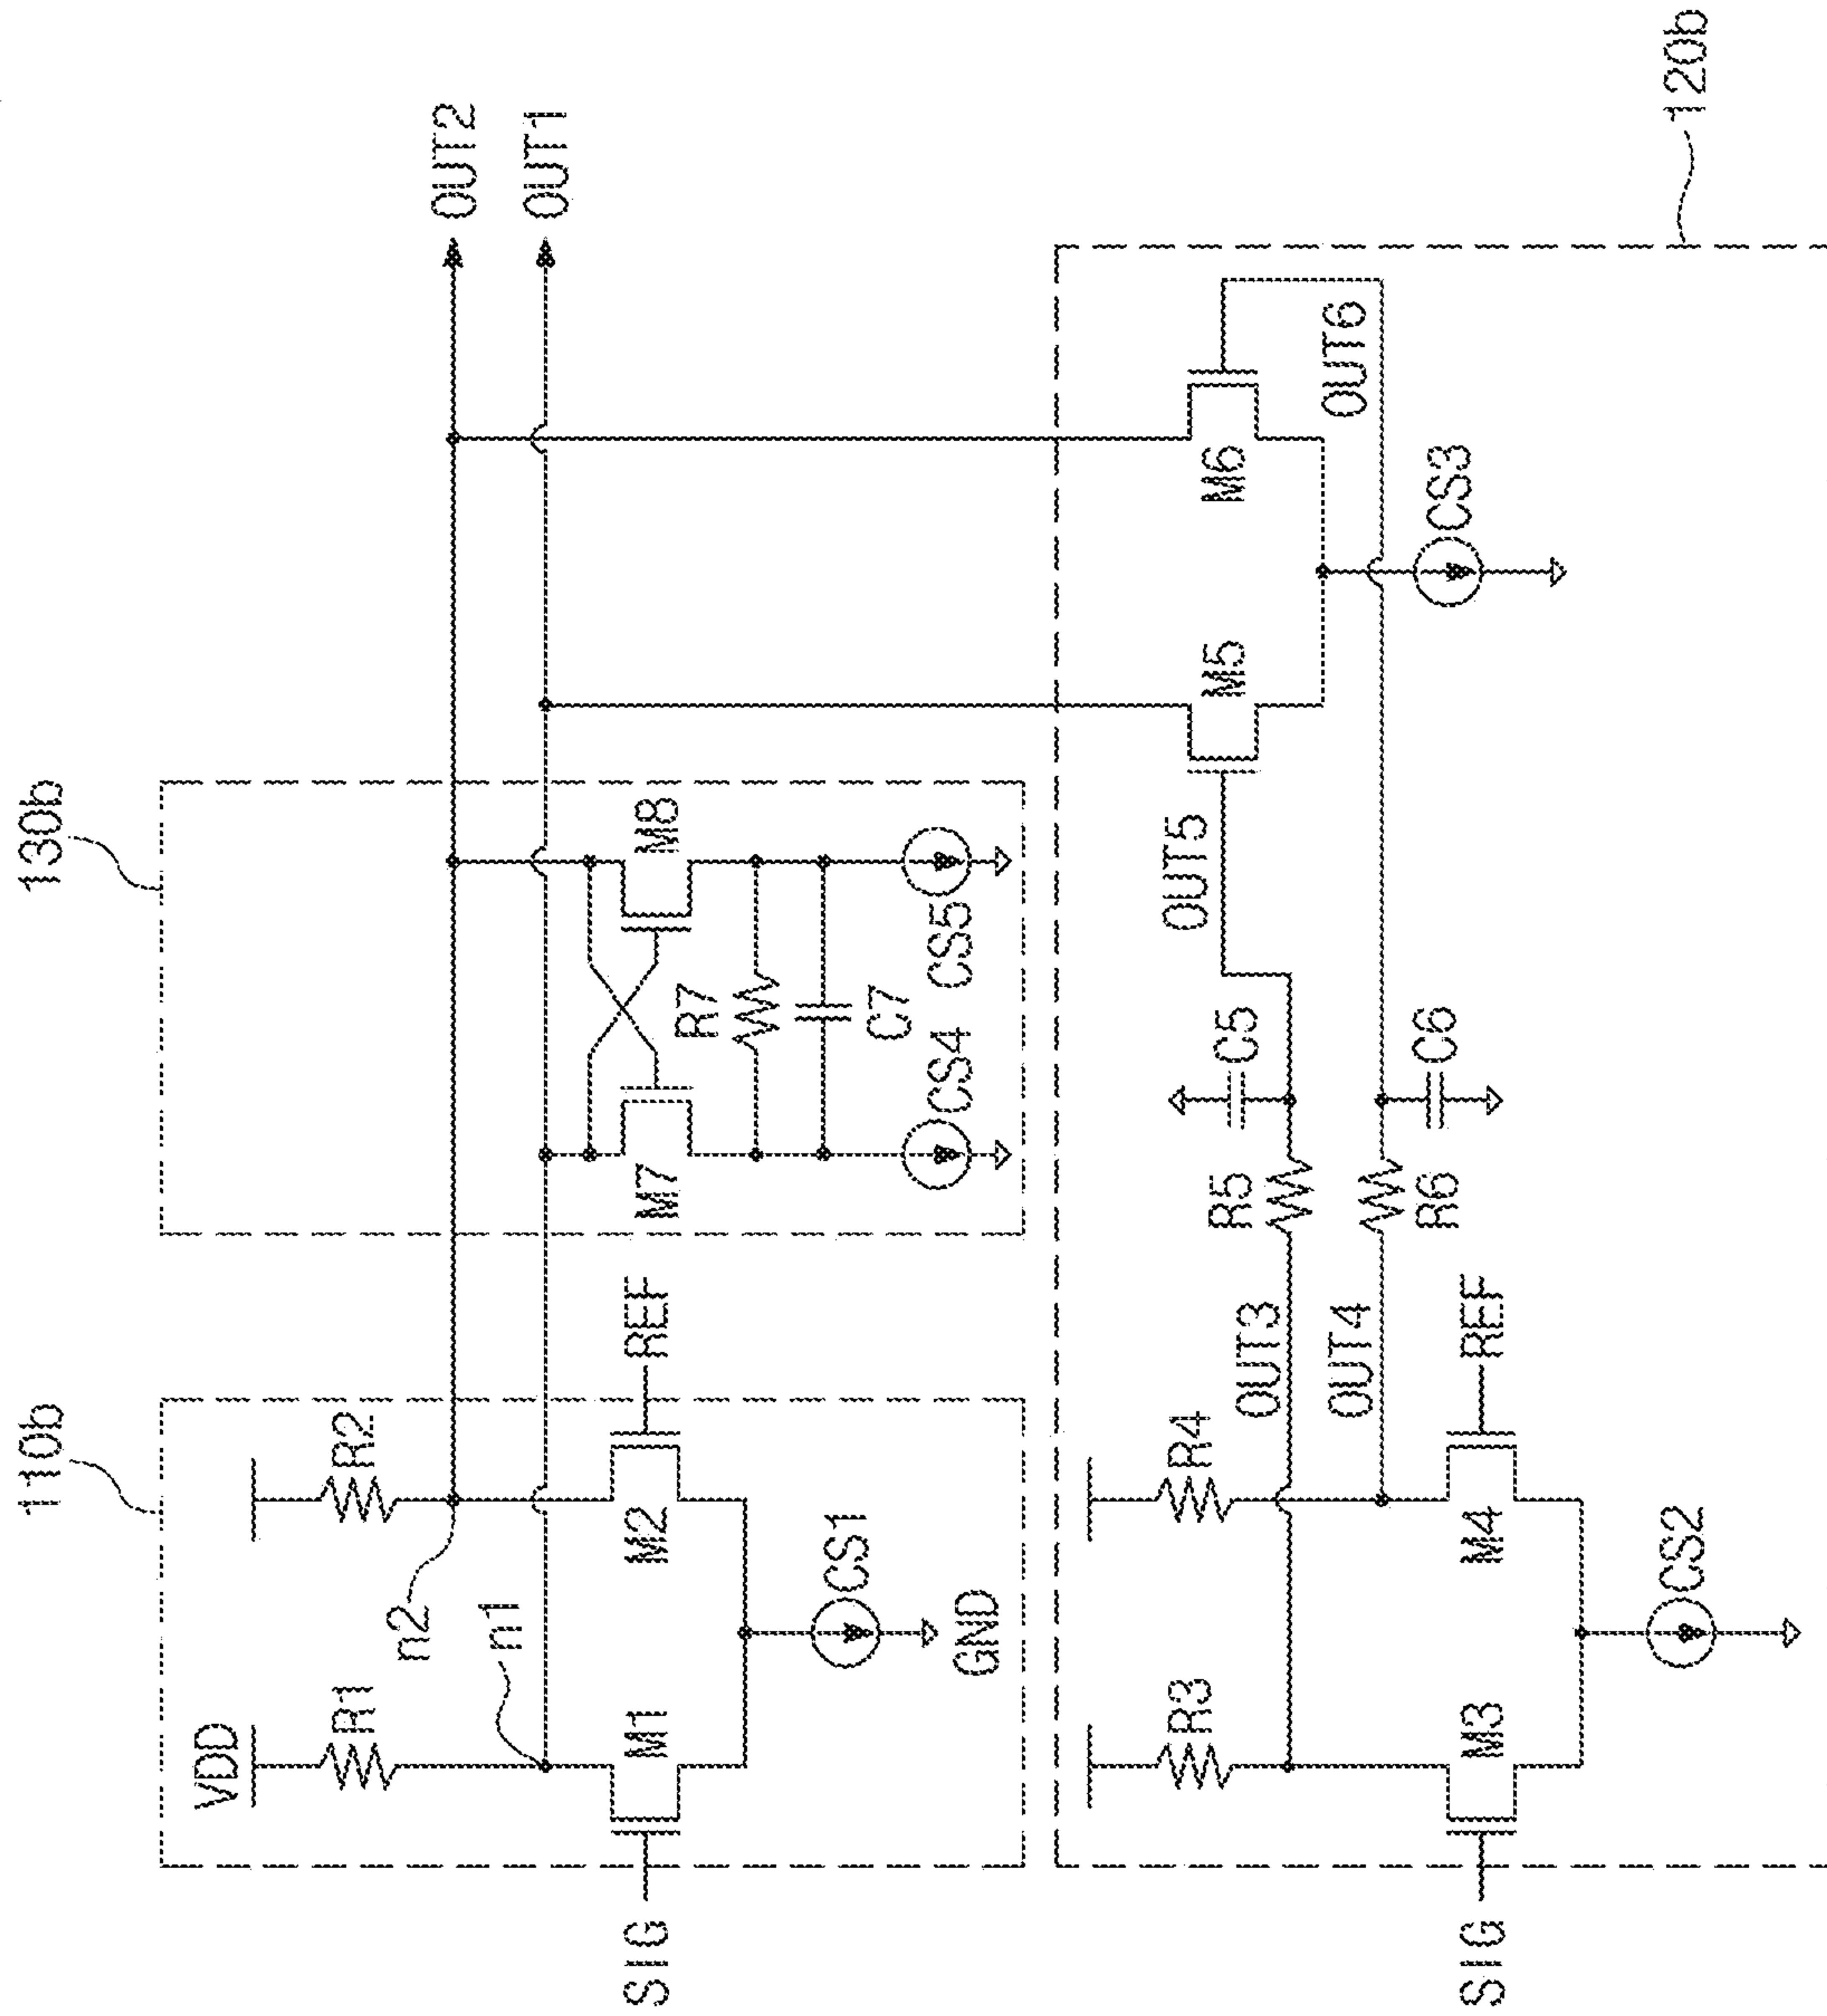 110b
130b
VDD
R1
R2
n2
n1
OUT2
OUT1
SIG
M1
M2
REF
CS1
GND
M7
M8
R7
C7
CS4
CS5
R3
R4
OUT3
OUT4
SIG
M3
M4
REF
CS2
R5
C5
R6
C6
OUT5
M5
M6
OUT6
CS3
120b